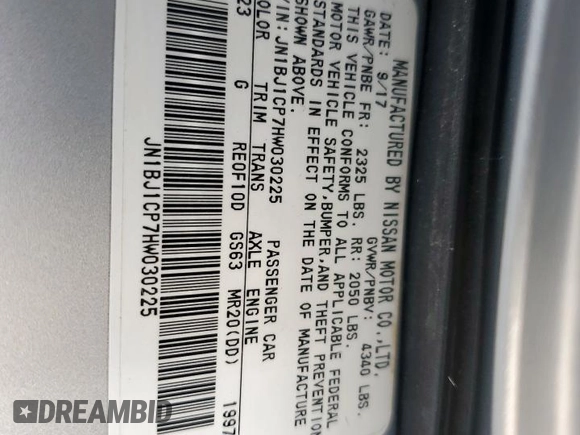 MANUFACTURED BY NISSAN MOTOR CO.,LTD.
DATE: 9/17 GVWR/PNBV: 4340 LBS.
GAWR/PNBE FR: 2325 LBS. RR: 2050 LBS.
THIS VEHICLE CONFORMS TO ALL APPLICABLE FEDERAL
MOTOR VEHICLE SAFETY,BUMPER,AND THEFT PREVENTION
STANDARDS IN EFFECT ON THE DATE OF MANUFACTURE
SHOWN ABOVE.
VIN: JN1BJ1CP7HW030225 PASSENGER CAR
COLOR TRIM TRANS AXLE ENGINE
23 G RE0F10D GS63 MR20(DD) 1997
JN1BJ1CP7HW030225
DREAMBID